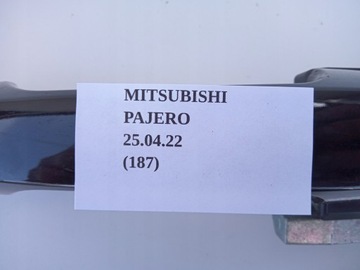 MITSUBISHI
PAJERO
25.04.22
(187)